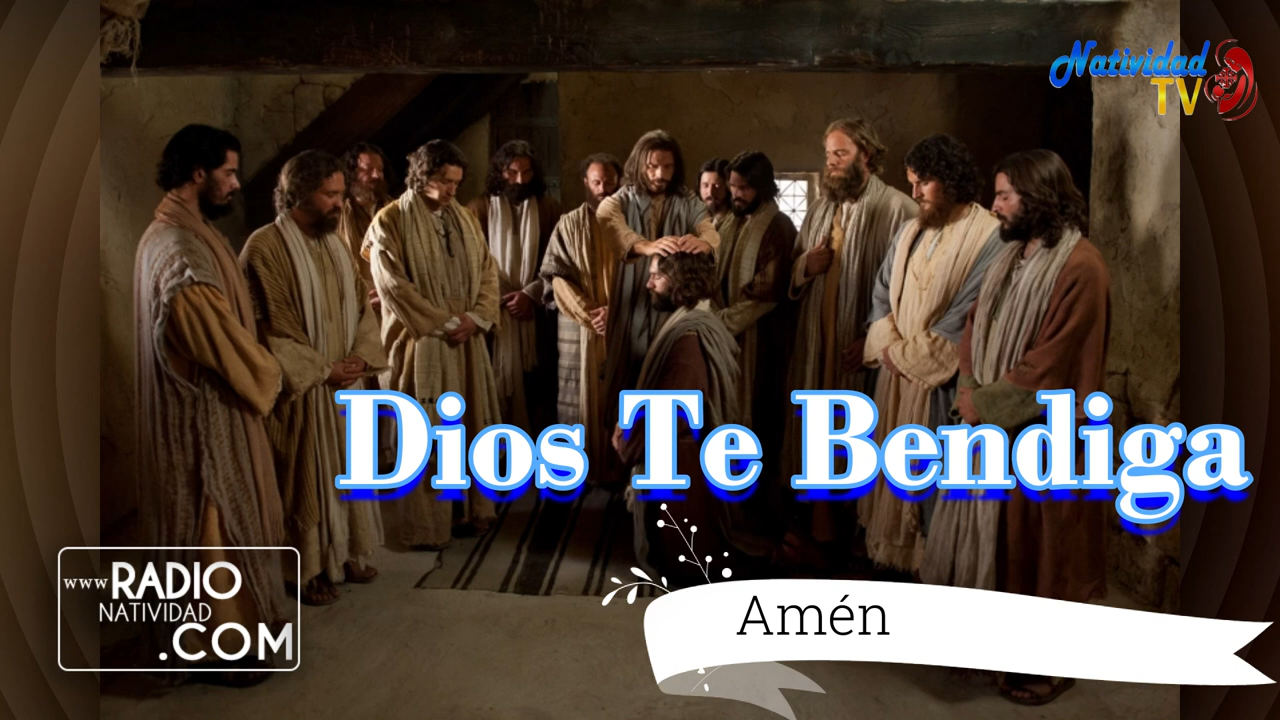 Natividad
TV
Dios Te Bendiga
Amén
www RADIO
NATIVIDAD
.COM